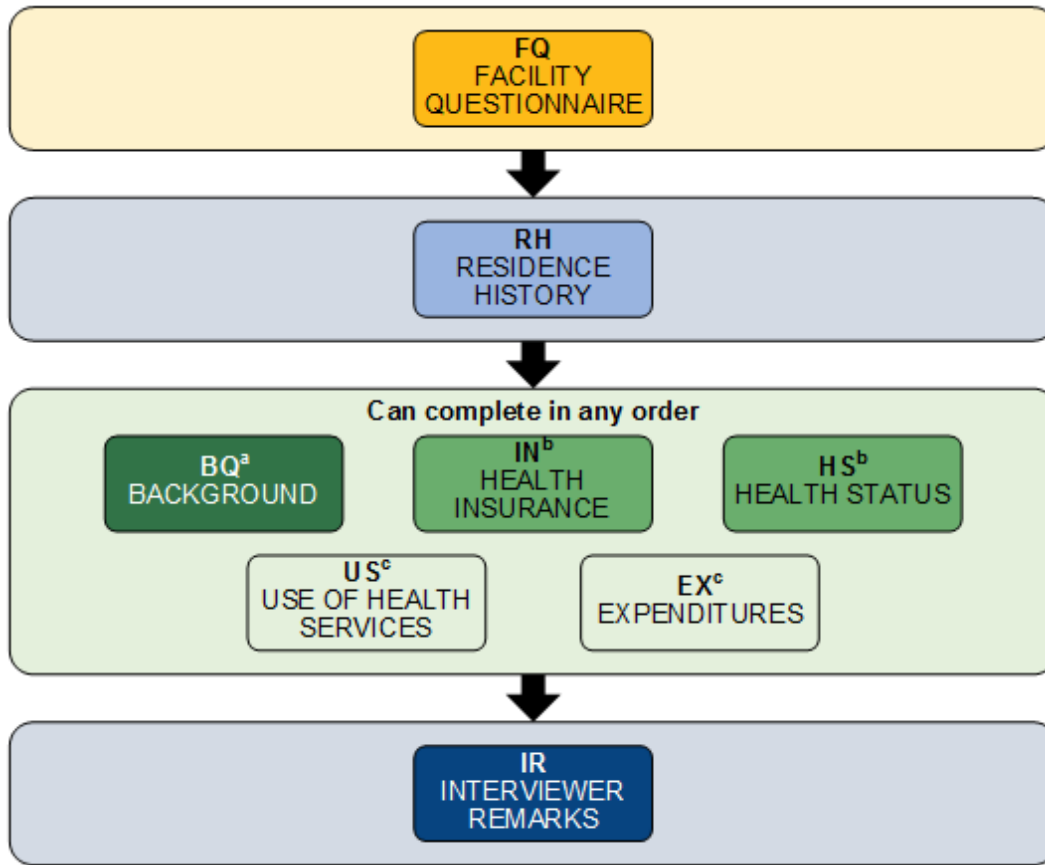 FQ
FACILITY
QUESTIONNAIRE
RH
RESIDENCE
HISTORY
Can complete in any order
BQᵃ
BACKGROUND
INᵇ
HEALTH
INSURANCE
HSᵇ
HEALTH STATUS
USᶜ
USE OF HEALTH
SERVICES
EXᶜ
EXPENDITURES
IR
INTERVIEWER
REMARKS